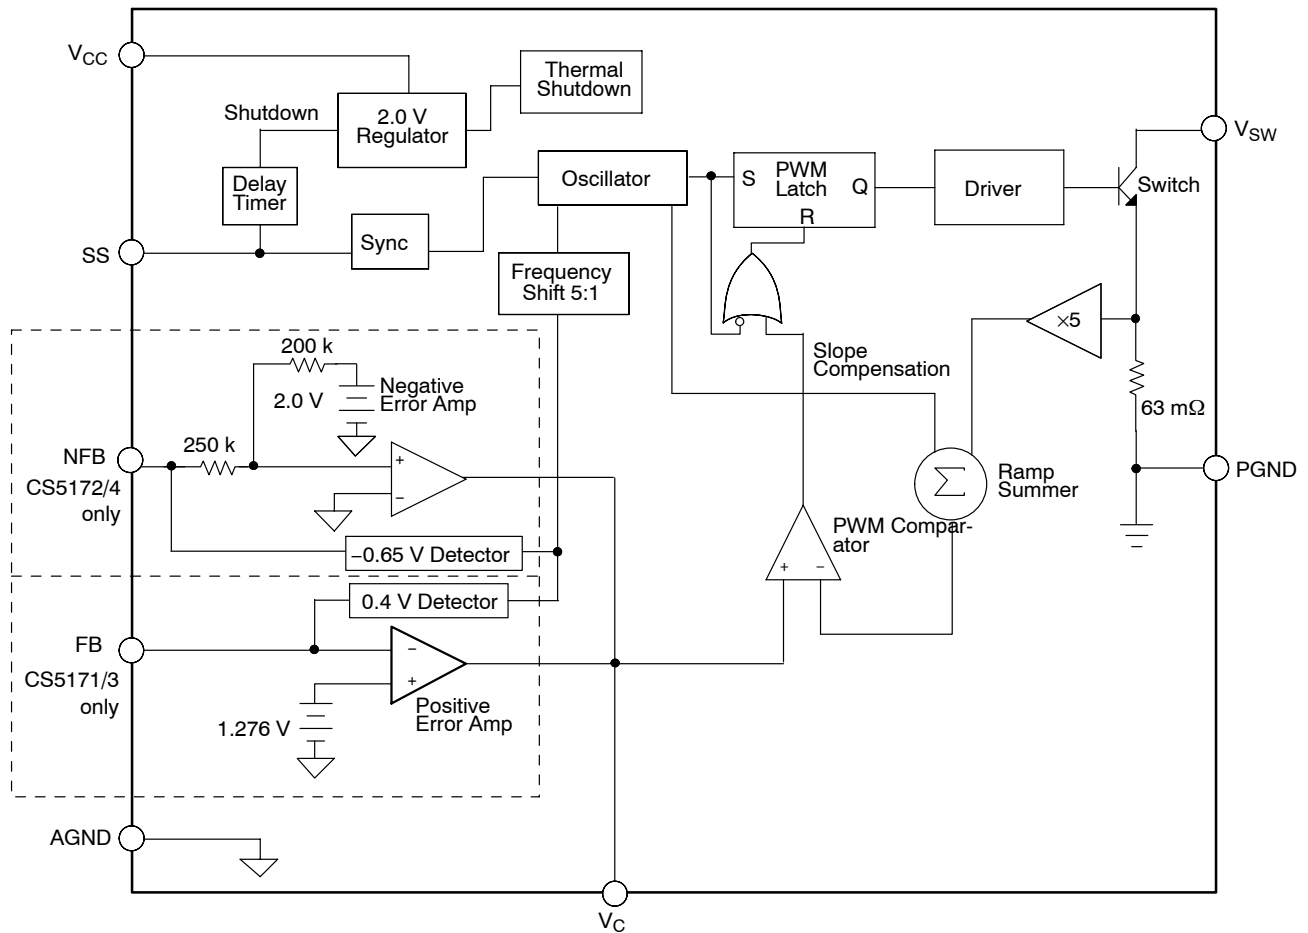 VCC
Thermal
Shutdown
Shutdown
2.0 V
Regulator
VSW
Delay
Timer
Oscillator
S
PWM
Latch
Q
R
Driver
Switch
SS
Sync
Frequency
Shift 5:1
×5
200 k
Slope
Compensation
2.0 V
Negative
Error Amp
63 mΩ
250 k
NFB
CS5172/4
only
+
−
Σ
Ramp
Summer
PGND
PWM Compar-
ator
+
−
−0.65 V Detector
0.4 V Detector
FB
CS5171/3
only
−
+
Positive
Error Amp
1.276 V
AGND
VC